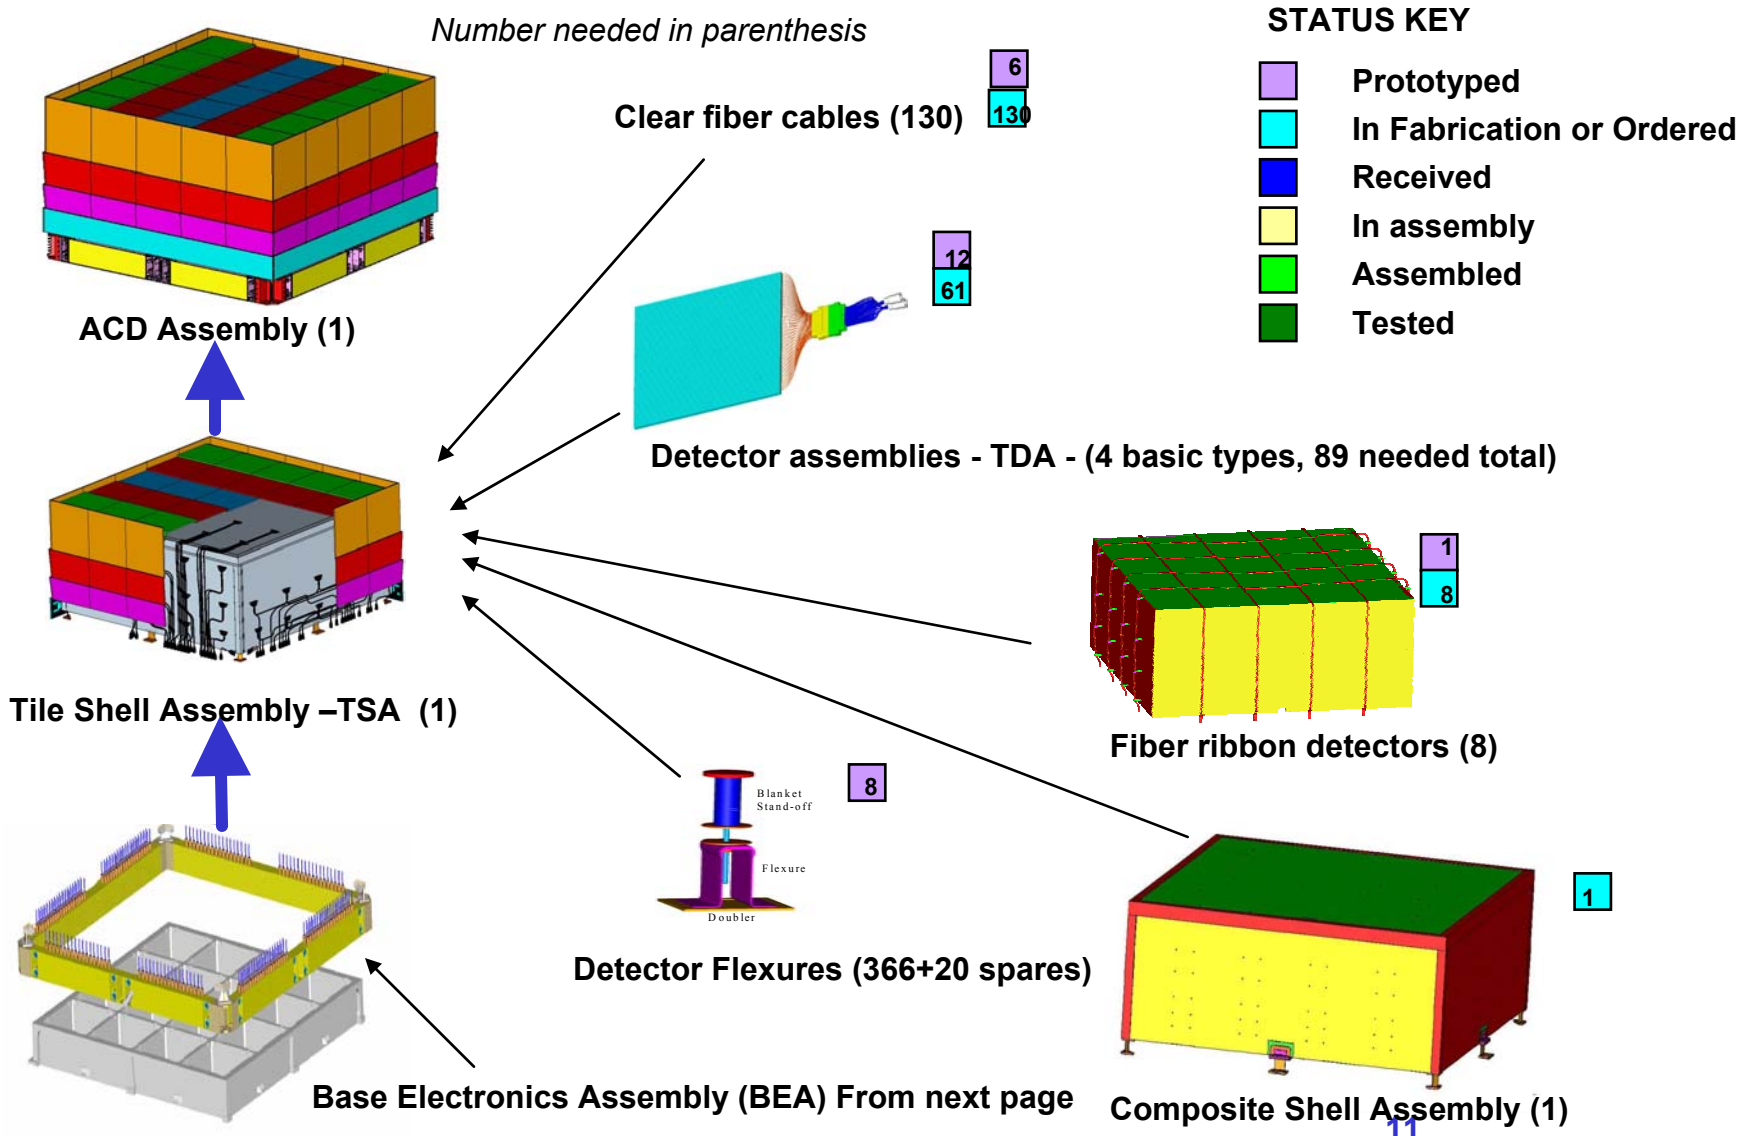 Number needed in parenthesis
STATUS KEY
Prototyped
In Fabrication or Ordered
Received
In assembly
Assembled
Tested
6
Clear fiber cables (130)
130
ACD Assembly (1)
12
61
Detector assemblies - TDA - (4 basic types, 89 needed total)
1
8
Fiber ribbon detectors (8)
Tile Shell Assembly –TSA (1)
8
Blanket
Stand-off
Flexure
Doubler
Detector Flexures (366+20 spares)
1
Composite Shell Assembly (1)
Base Electronics Assembly (BEA) From next page
11